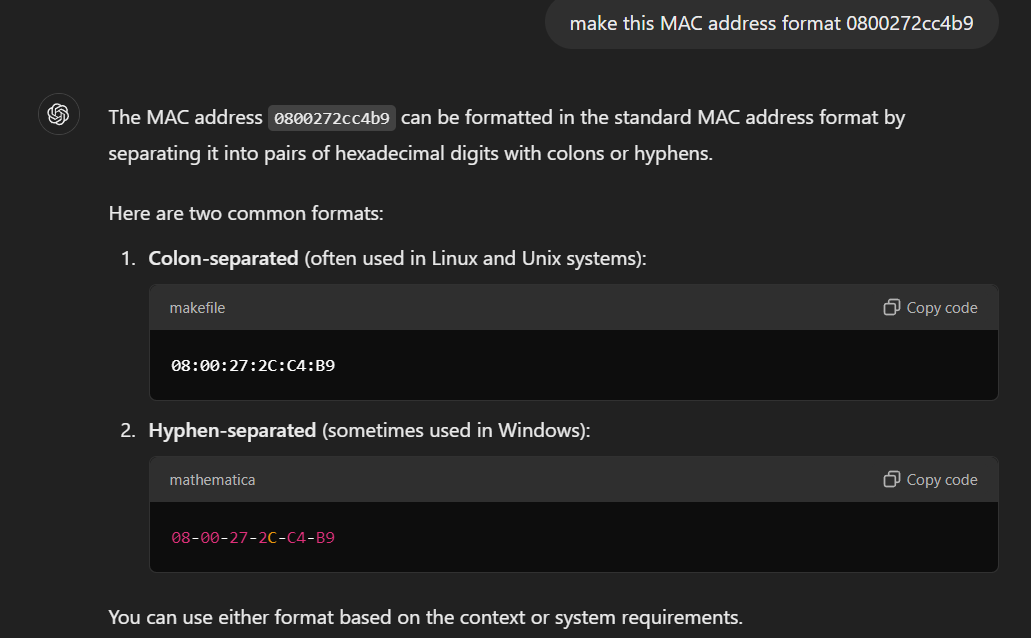 make this MAC address format 0800272cc4b9
The MAC address 0800272cc4b9 can be formatted in the standard MAC address format by
separating it into pairs of hexadecimal digits with colons or hyphens.
Here are two common formats:
1. Colon-separated (often used in Linux and Unix systems):
makefile Copy code
08:00:27:2C:C4:B9
2. Hyphen-separated (sometimes used in Windows):
mathematica Copy code
08-00-27-2C-C4-B9
You can use either format based on the context or system requirements.